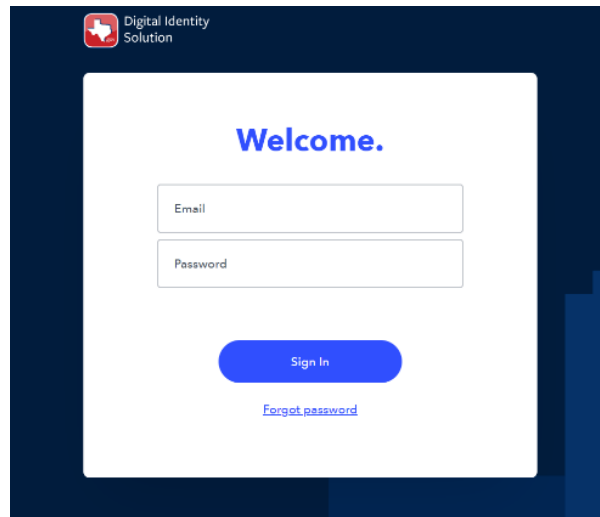 Digital Identity
Solution
Welcome.
Email
Password
Sign In
Forgot password